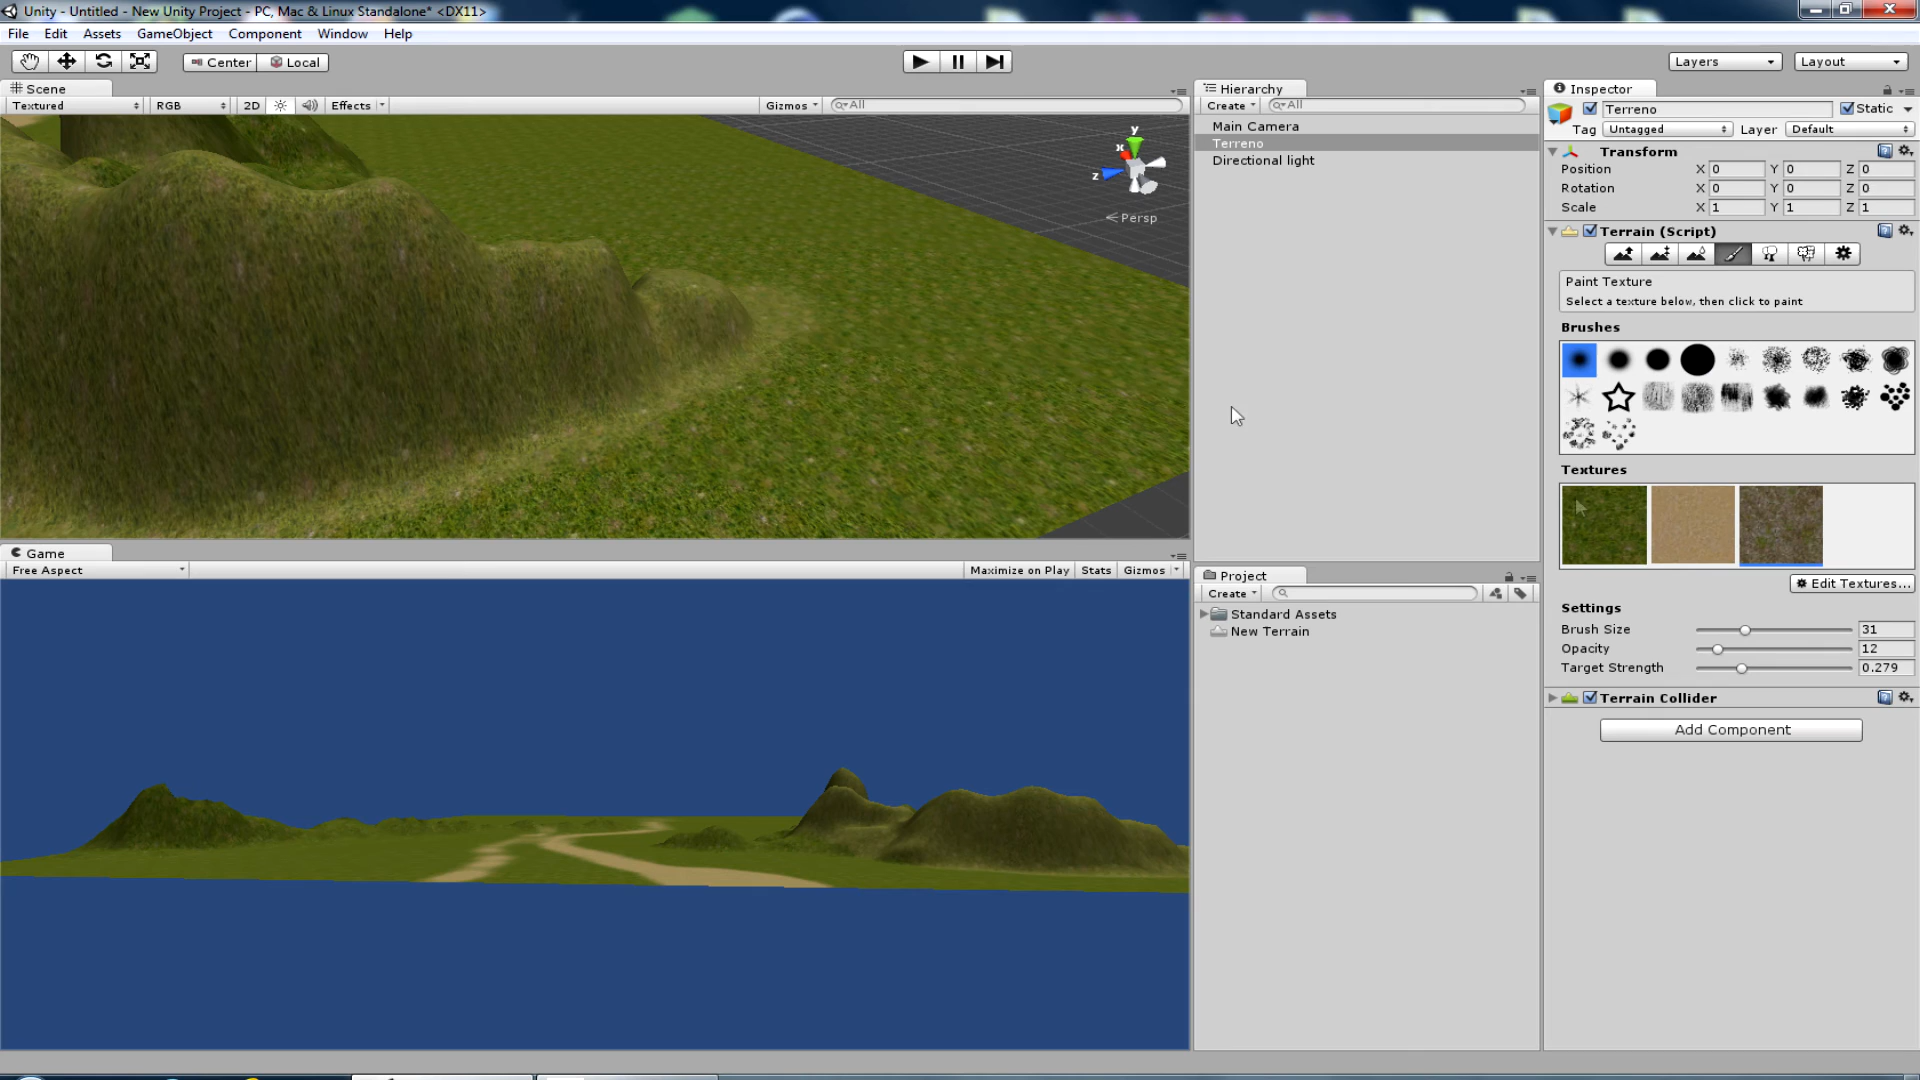 Unity - Untitled - New Unity Project - PC, Mac & Linux Standalone* <DX11>
File Edit Assets GameObject Component Window Help
Center Local
Layers Layout
Scene
Textured RGB 2D Effects Gizmos All
y
x
z
Persp
Game
Free Aspect Maximize on Play Stats Gizmos
Hierarchy
Create All
Main Camera
Terreno
Directional light
Project
Create
Standard Assets
New Terrain
Inspector
Terreno Static
Tag Untagged Layer Default
Transform
Position X 0 Y 0 Z 0
Rotation X 0 Y 0 Z 0
Scale X 1 Y 1 Z 1
Terrain (Script)
Paint Texture
Select a texture below, then click to paint
Brushes
Textures
Edit Textures...
Settings
Brush Size 31
Opacity 12
Target Strength 0.279
Terrain Collider
Add Component